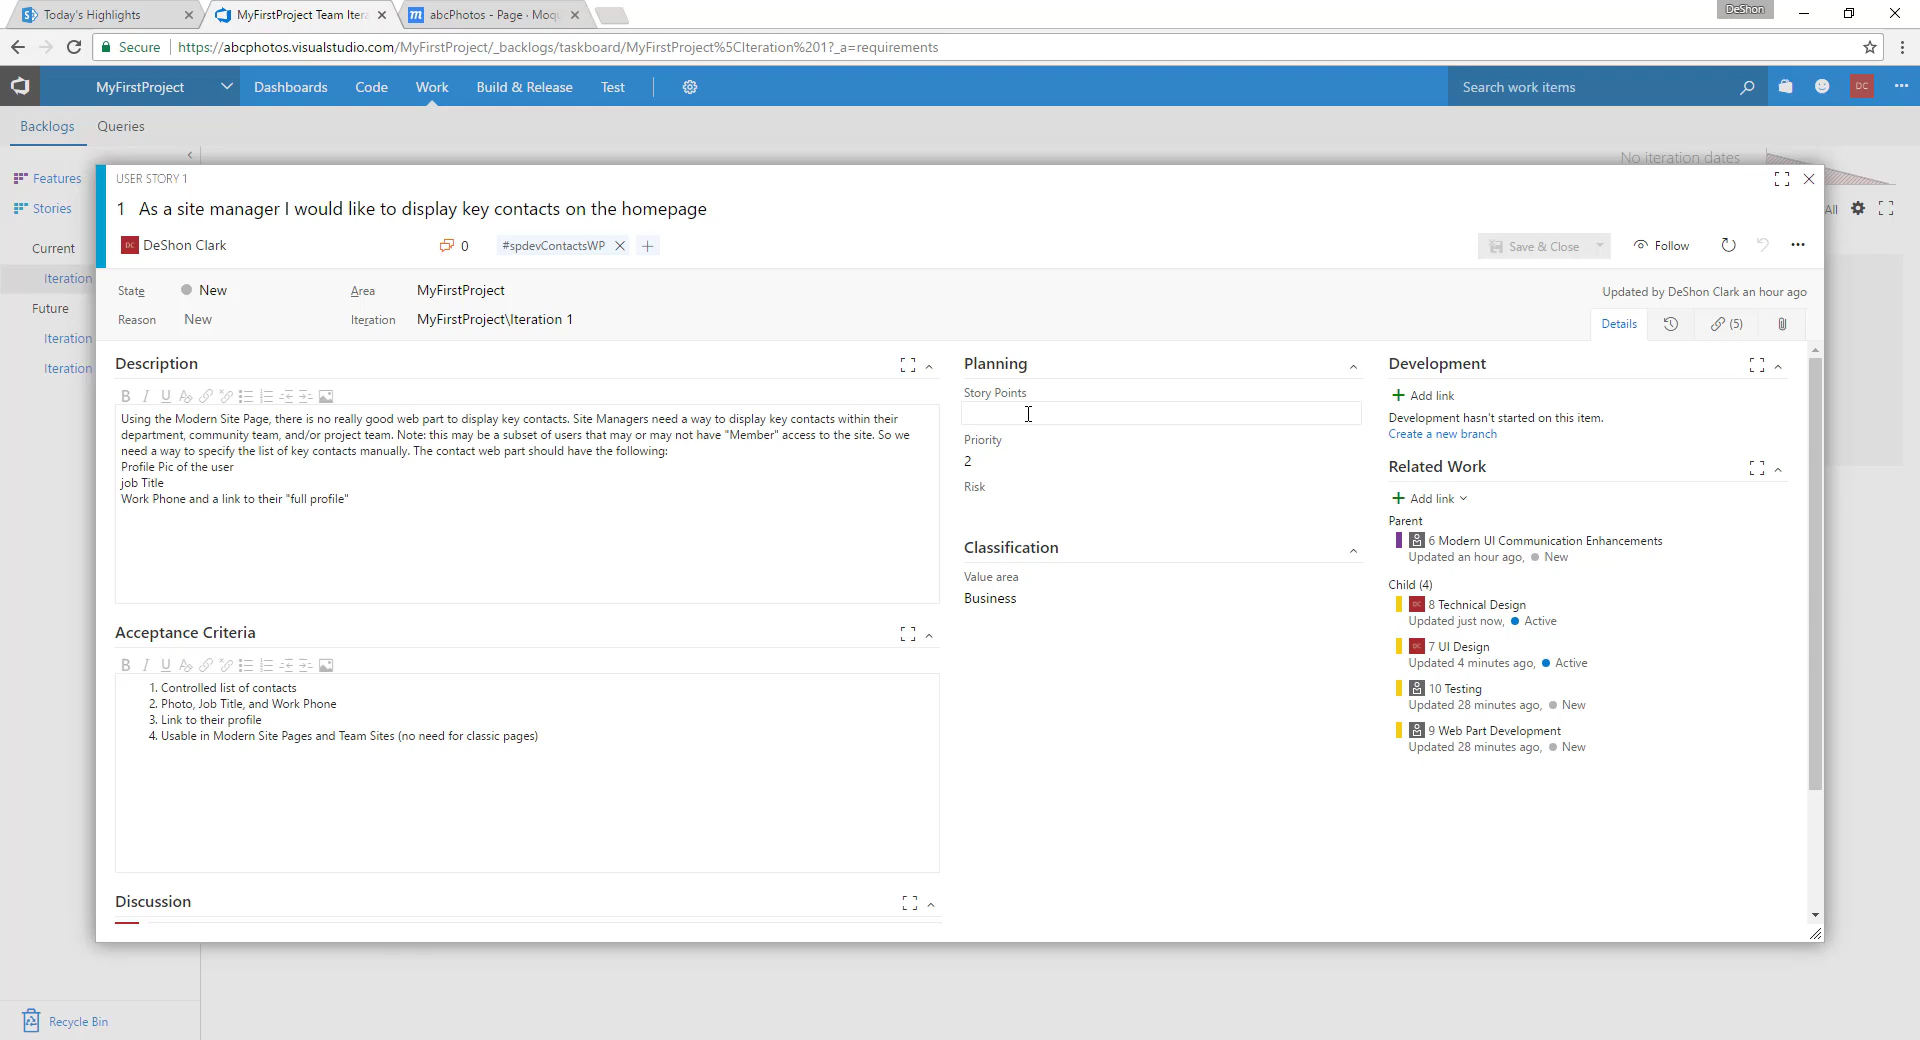 Today's Highlights
MyFirstProject Team Itera
abcPhotos - Page · Moqu
DeShon
Secure
https://abcphotos.visualstudio.com/MyFirstProject/_backlogs/taskboard/MyFirstProject%5CIteration%201?_a=requirements
MyFirstProject
Dashboards
Code
Work
Build & Release
Test
Search work items
DC
Backlogs
Queries
No iteration dates
Features
Stories
Current
Iteration
Future
Iteration
Iteration
All
USER STORY 1
1 As a site manager I would like to display key contacts on the homepage
DC DeShon Clark
0
#spdevContactsWP
Save & Close
Follow
State
New
Area
MyFirstProject
Updated by DeShon Clark an hour ago
Reason
New
Iteration
MyFirstProject\Iteration 1
Details
(5)
Description
Using the Modern Site Page, there is no really good web part to display key contacts. Site Managers need a way to display key contacts within their
department, community team, and/or project team. Note: this may be a subset of users that may or may not have "Member" access to the site. So we
need a way to specify the list of key contacts manually. The contact web part should have the following:
Profile Pic of the user
job Title
Work Phone and a link to their "full profile"
Acceptance Criteria
1. Controlled list of contacts
2. Photo, Job Title, and Work Phone
3. Link to their profile
4. Usable in Modern Site Pages and Team Sites (no need for classic pages)
Discussion
Planning
Story Points
Priority
2
Risk
Classification
Value area
Business
Development
Add link
Development hasn't started on this item.
Create a new branch
Related Work
Add link
Parent
6 Modern UI Communication Enhancements
Updated an hour ago, New
Child (4)
DC 8 Technical Design
Updated just now, Active
DC 7 UI Design
Updated 4 minutes ago, Active
10 Testing
Updated 28 minutes ago, New
9 Web Part Development
Updated 28 minutes ago, New
Recycle Bin